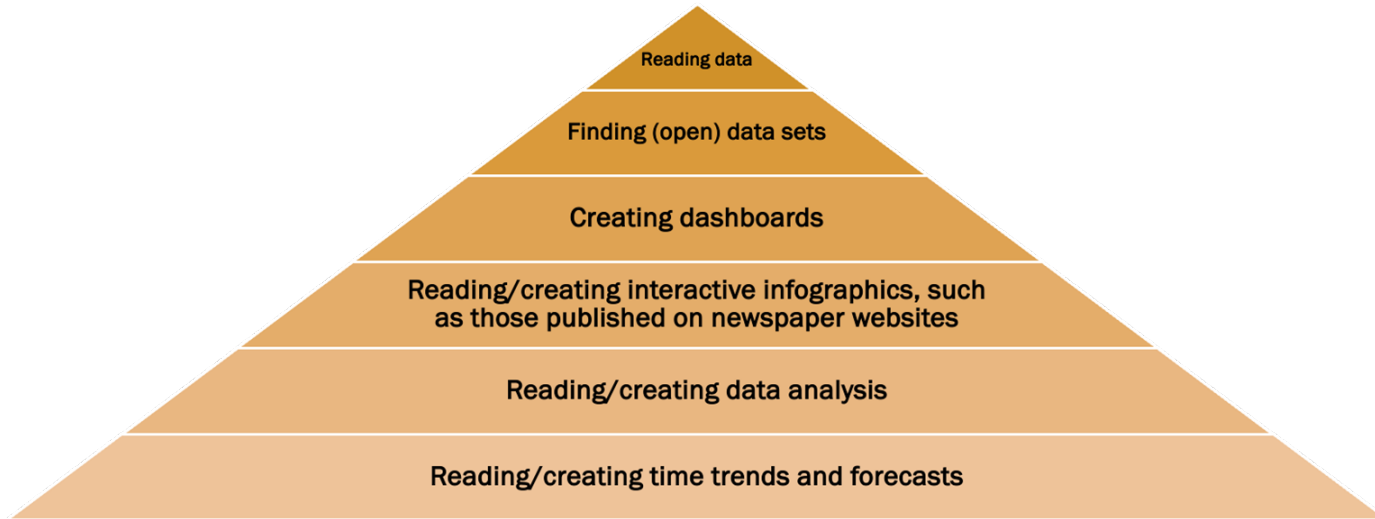 Reading data
Finding (open) data sets
Creating dashboards
Reading/creating interactive infographics, such
as those published on newspaper websites
Reading/creating data analysis
Reading/creating time trends and forecasts